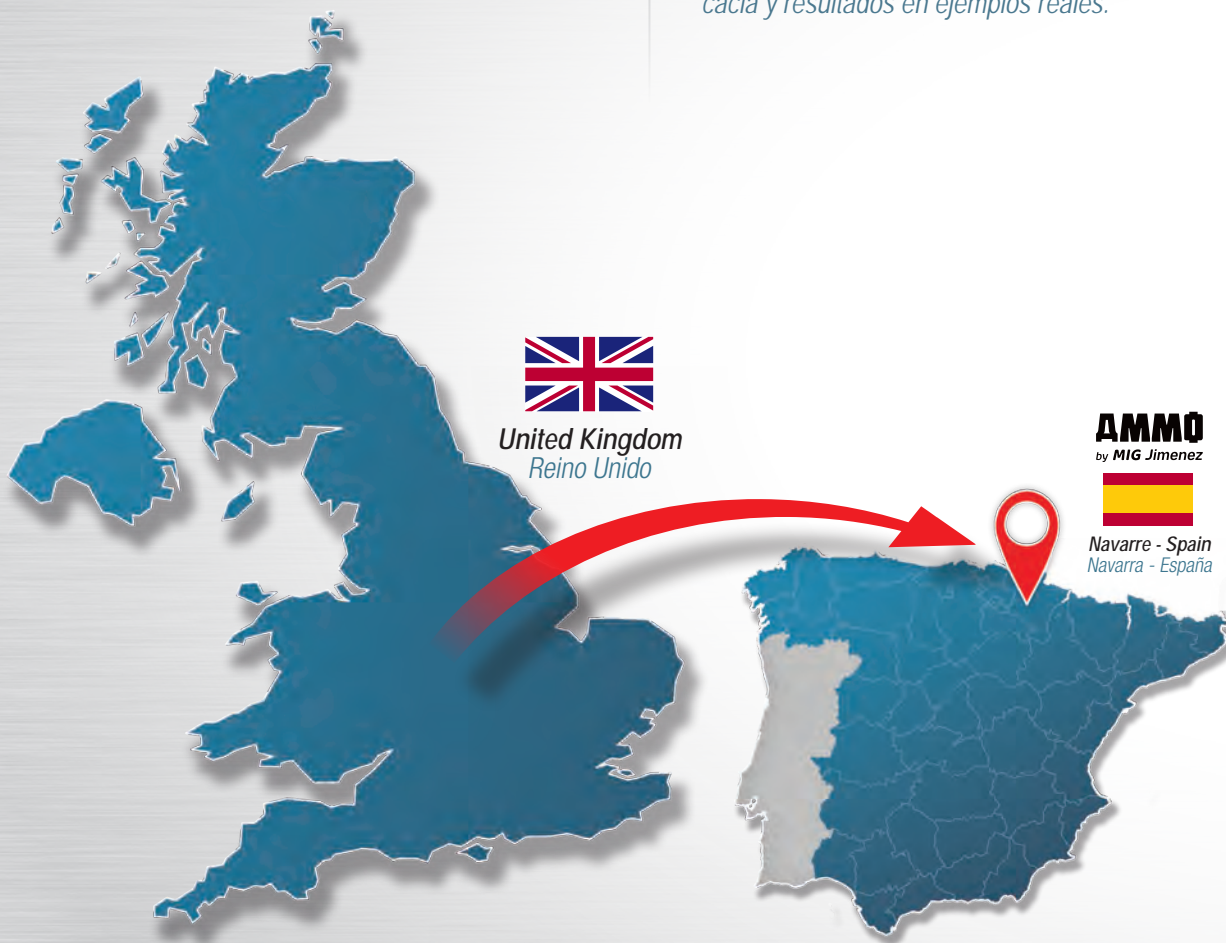 cacia y resultados en ejemplos reales.
United Kingdom
Reino Unido
AMMO
by MIG Jimenez
Navarre - Spain
Navarra - España